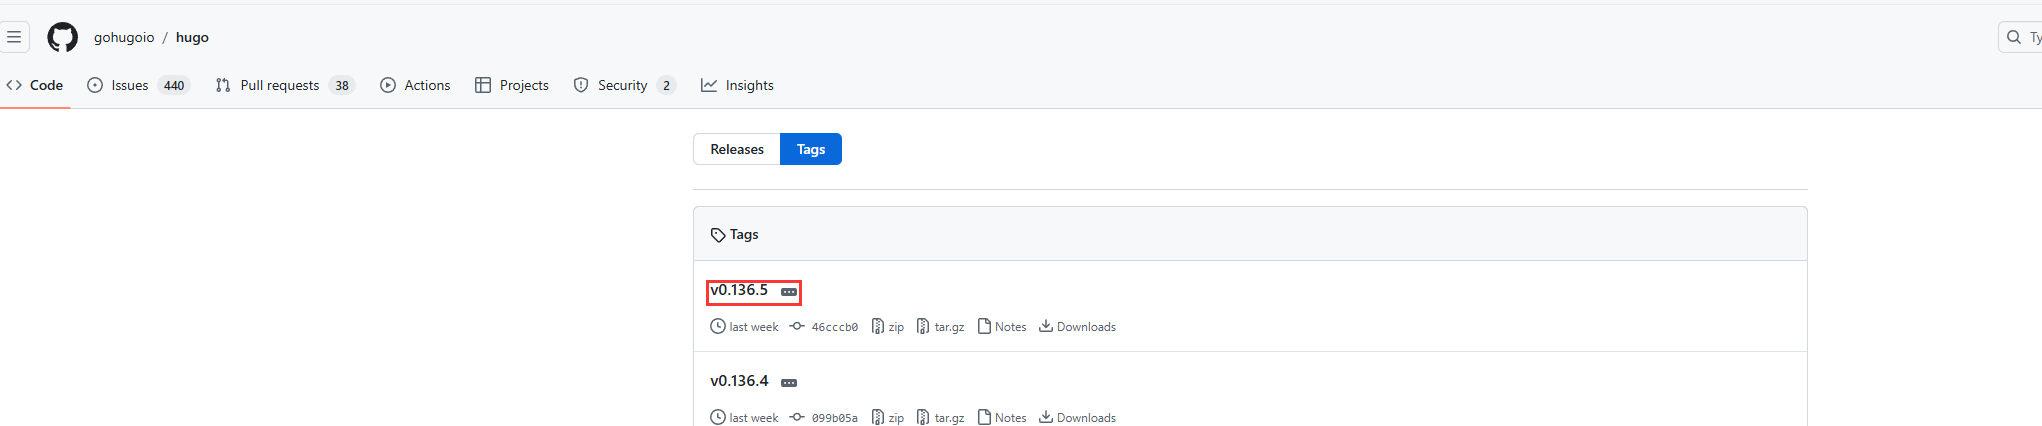 gohugoio / hugo
Ty
Code Issues 440 Pull requests 38 Actions Projects Security 2 Insights
Releases Tags
Tags
v0.136.5
last week 46cccb0 zip tar.gz Notes Downloads
v0.136.4
last week 099b05a zip tar.gz Notes Downloads